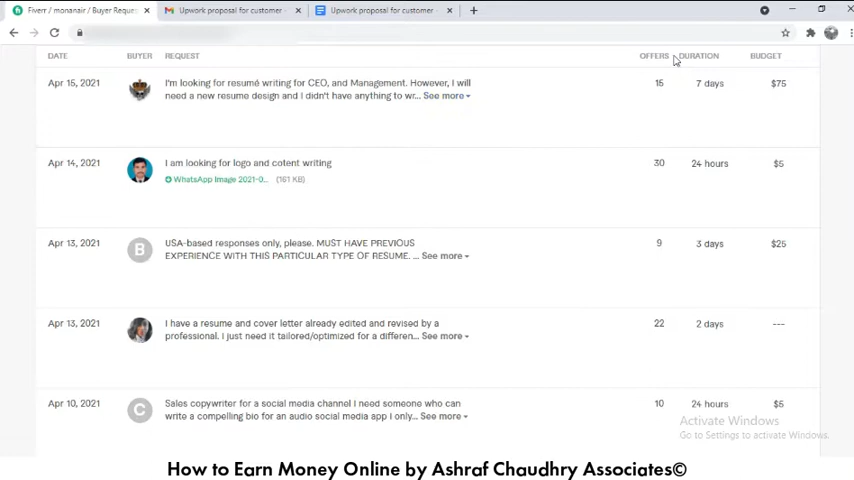 Fiverr / monanair / Buyer Reques
Upwork proposal for customer -
Upwork proposal for customer -
DATE BUYER REQUEST OFFERS DURATION BUDGET
Apr 15, 2021 I'm looking for resumé writing for CEO, and Management. However, I will 15 7 days $75
need a new resume design and I didn't have anything to wr... See more
Apr 14, 2021 I am looking for logo and cotent writing 30 24 hours $5
WhatsApp Image 2021-0... (161 KB)
Apr 13, 2021 B USA-based responses only, please. MUST HAVE PREVIOUS 9 3 days $25
EXPERIENCE WITH THIS PARTICULAR TYPE OF RESUME. ... See more
Apr 13, 2021 I have a resume and cover letter already edited and revised by a 22 2 days ---
professional. I just need it tailored/optimized for a differen... See more
Apr 10, 2021 C Sales copywriter for a social media channel I need someone who can 10 24 hours $5
write a compelling bio for an audio social media app I only... See more
Activate Windows
Go to Settings to activate Windows.
How to Earn Money Online by Ashraf Chaudhry Associates©